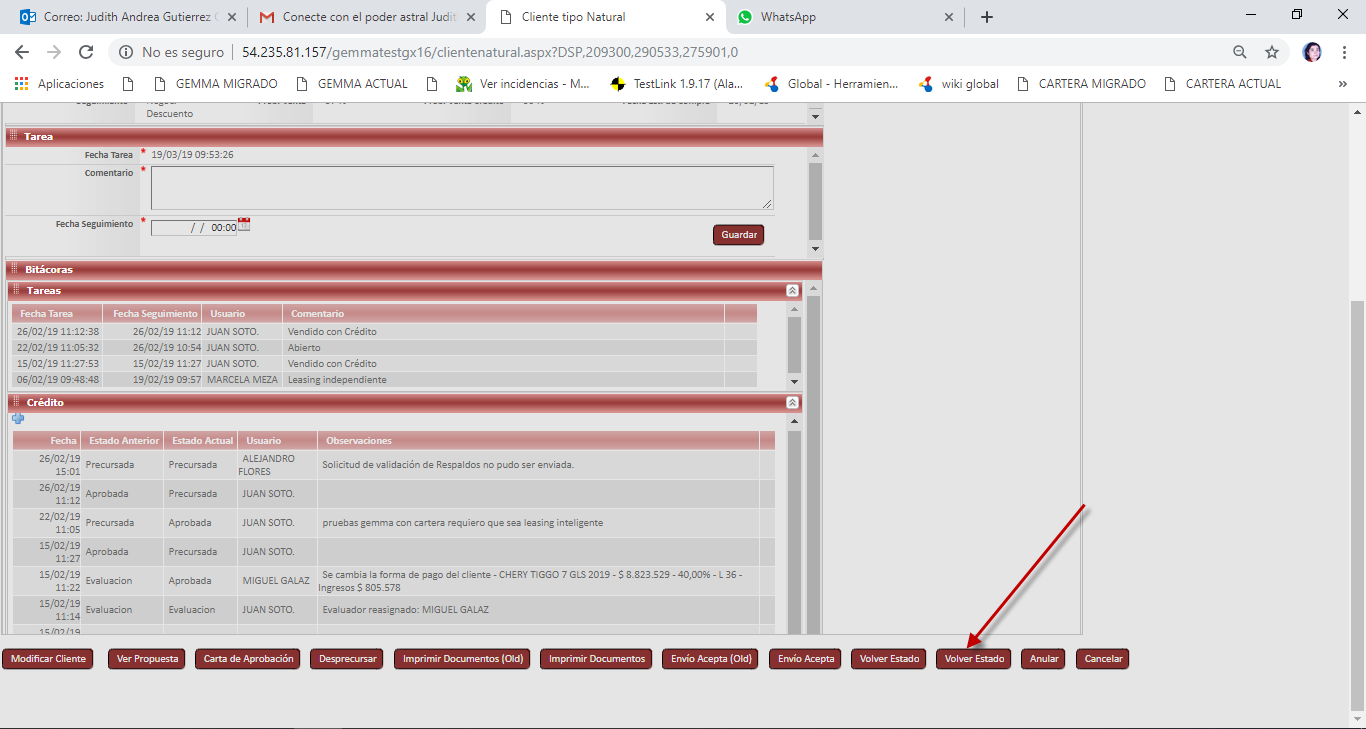 Correo: Judith Andrea Gutierrez
Conecte con el poder astral Judit
Cliente tipo Natural
WhatsApp
No es seguro
54.235.81.157/gemmatestgx16/clientenatural.aspx?DSP,209300,290533,275901,0
Aplicaciones
GEMMA MIGRADO
GEMMA ACTUAL
Ver incidencias - M...
TestLink 1.9.17 (Ala...
Global - Herramien...
wiki global
CARTERA MIGRADO
CARTERA ACTUAL
Descuento
Tarea
Fecha Tarea * 19/03/19 09:53:26
Comentario *
Fecha Seguimiento * / / 00:00
Guardar
Bitácoras
Tareas
Fecha Tarea Fecha Seguimiento Usuario Comentario
26/02/19 11:12:38 26/02/19 11:12 JUAN SOTO. Vendido con Crédito
22/02/19 11:05:32 26/02/19 10:54 JUAN SOTO. Abierto
15/02/19 11:27:53 15/02/19 11:27 JUAN SOTO. Vendido con Crédito
06/02/19 09:48:48 19/02/19 09:57 MARCELA MEZA Leasing independiente
Crédito
Fecha Estado Anterior Estado Actual Usuario Observaciones
26/02/19 15:01 Precursada Precursada ALEJANDRO FLORES Solicitud de validación de Respaldos no pudo ser enviada.
26/02/19 11:12 Aprobada Precursada JUAN SOTO.
22/02/19 11:05 Precursada Aprobada JUAN SOTO. pruebas gemma con cartera requiero que sea leasing inteligente
15/02/19 11:27 Aprobada Precursada JUAN SOTO.
15/02/19 11:22 Evaluacion Aprobada MIGUEL GALAZ Se cambia la forma de pago del cliente - CHERY TIGGO 7 GLS 2019 - $ 8.823.529 - 40,00% - L 36 -
Ingresos $ 805.578
15/02/19 11:14 Evaluacion Evaluacion JUAN SOTO. Evaluador reasignado: MIGUEL GALAZ
15/02/19
Modificar Cliente
Ver Propuesta
Carta de Aprobación
Desprecursar
Imprimir Documentos (Old)
Imprimir Documentos
Envío Acepta (Old)
Envío Acepta
Volver Estado
Volver Estado
Anular
Cancelar